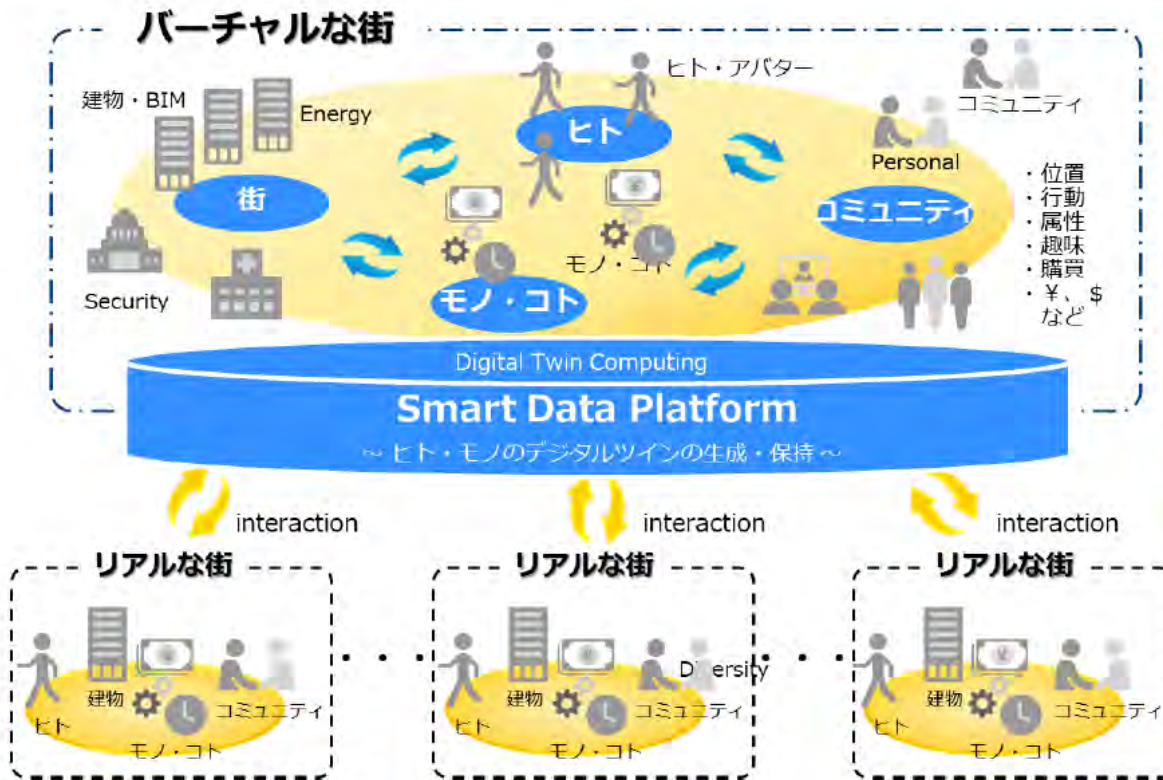 バーチャルな街
ヒト・アバター
コミュニティ
建物・BIM
Energy
ヒト
Personal
街
コミュニティ
・位置
・行動
・属性
・趣味
・購買
・¥、$
など
モノ・コト
モノ・コト
Security
Digital Twin Computing
Smart Data Platform
~ ヒト・モノのデジタルツインの生成・保持 ~
interaction
interaction
interaction
リアルな街
リアルな街
リアルな街
建物
ヒト
コミュニティ
モノ・コト
・・・
Diversity
建物
ヒト
コミュニティ
モノ・コト
・・・
建物
ヒト
コミュニティ
モノ・コト